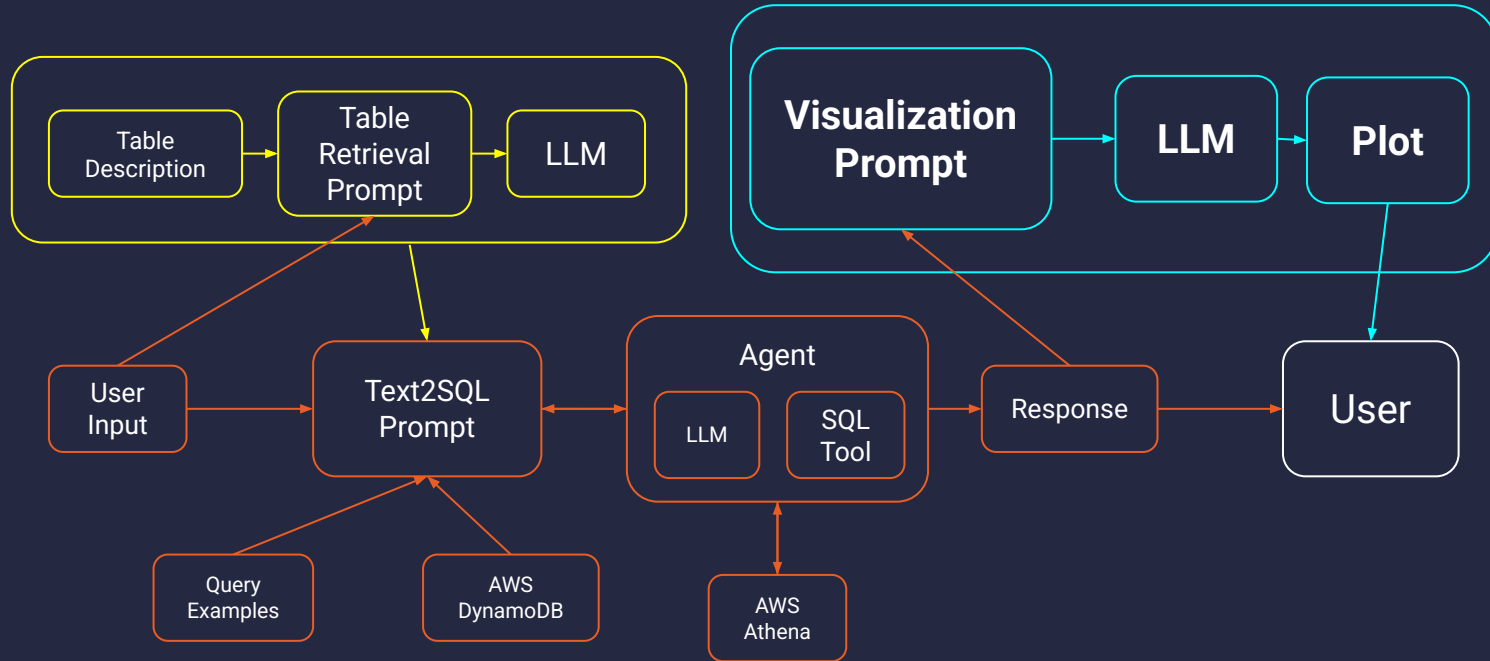 Table
Description
Table
Retrieval
Prompt
LLM
Visualization
Prompt
LLM
Plot
User
Input
Text2SQL
Prompt
Agent
LLM
SQL
Tool
Response
User
Query
Examples
AWS
DynamoDB
AWS
Athena